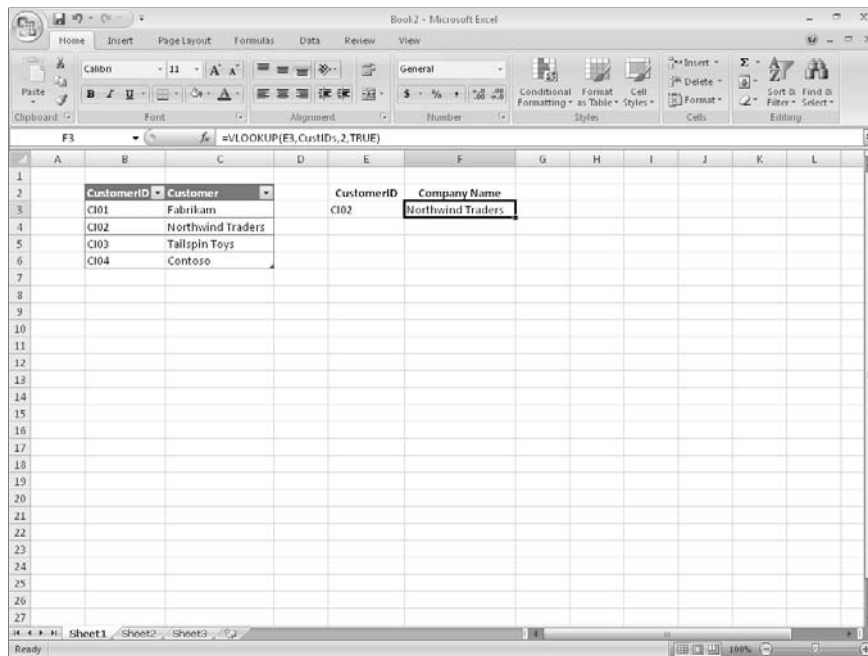 Book2 - Microsoft Excel
Home Insert Page Layout Formulas Data Review View
Paste
Calibri 11 A A
B I U A
General
$ % , .00 .00
Conditional Formatting Format as Table Cell Styles
Insert
Delete
Format
Σ
Sort & Filter Find & Select
Clipboard Font Alignment Number Styles Cells Editing
F3 fx =VLOOKUP(E3,CustIDs,2,TRUE)
A B C D E F G H I J K L
1
2 CustomerID Customer CustomerID Company Name
3 CI01 Fabrikam CI02 Northwind Traders
4 CI02 Northwind Traders
5 CI03 Tailspin Toys
6 CI04 Contoso
7
8
9
10
11
12
13
14
15
16
17
18
19
20
21
22
23
24
25
26
27
Sheet1 Sheet2 Sheet3
Ready 100%